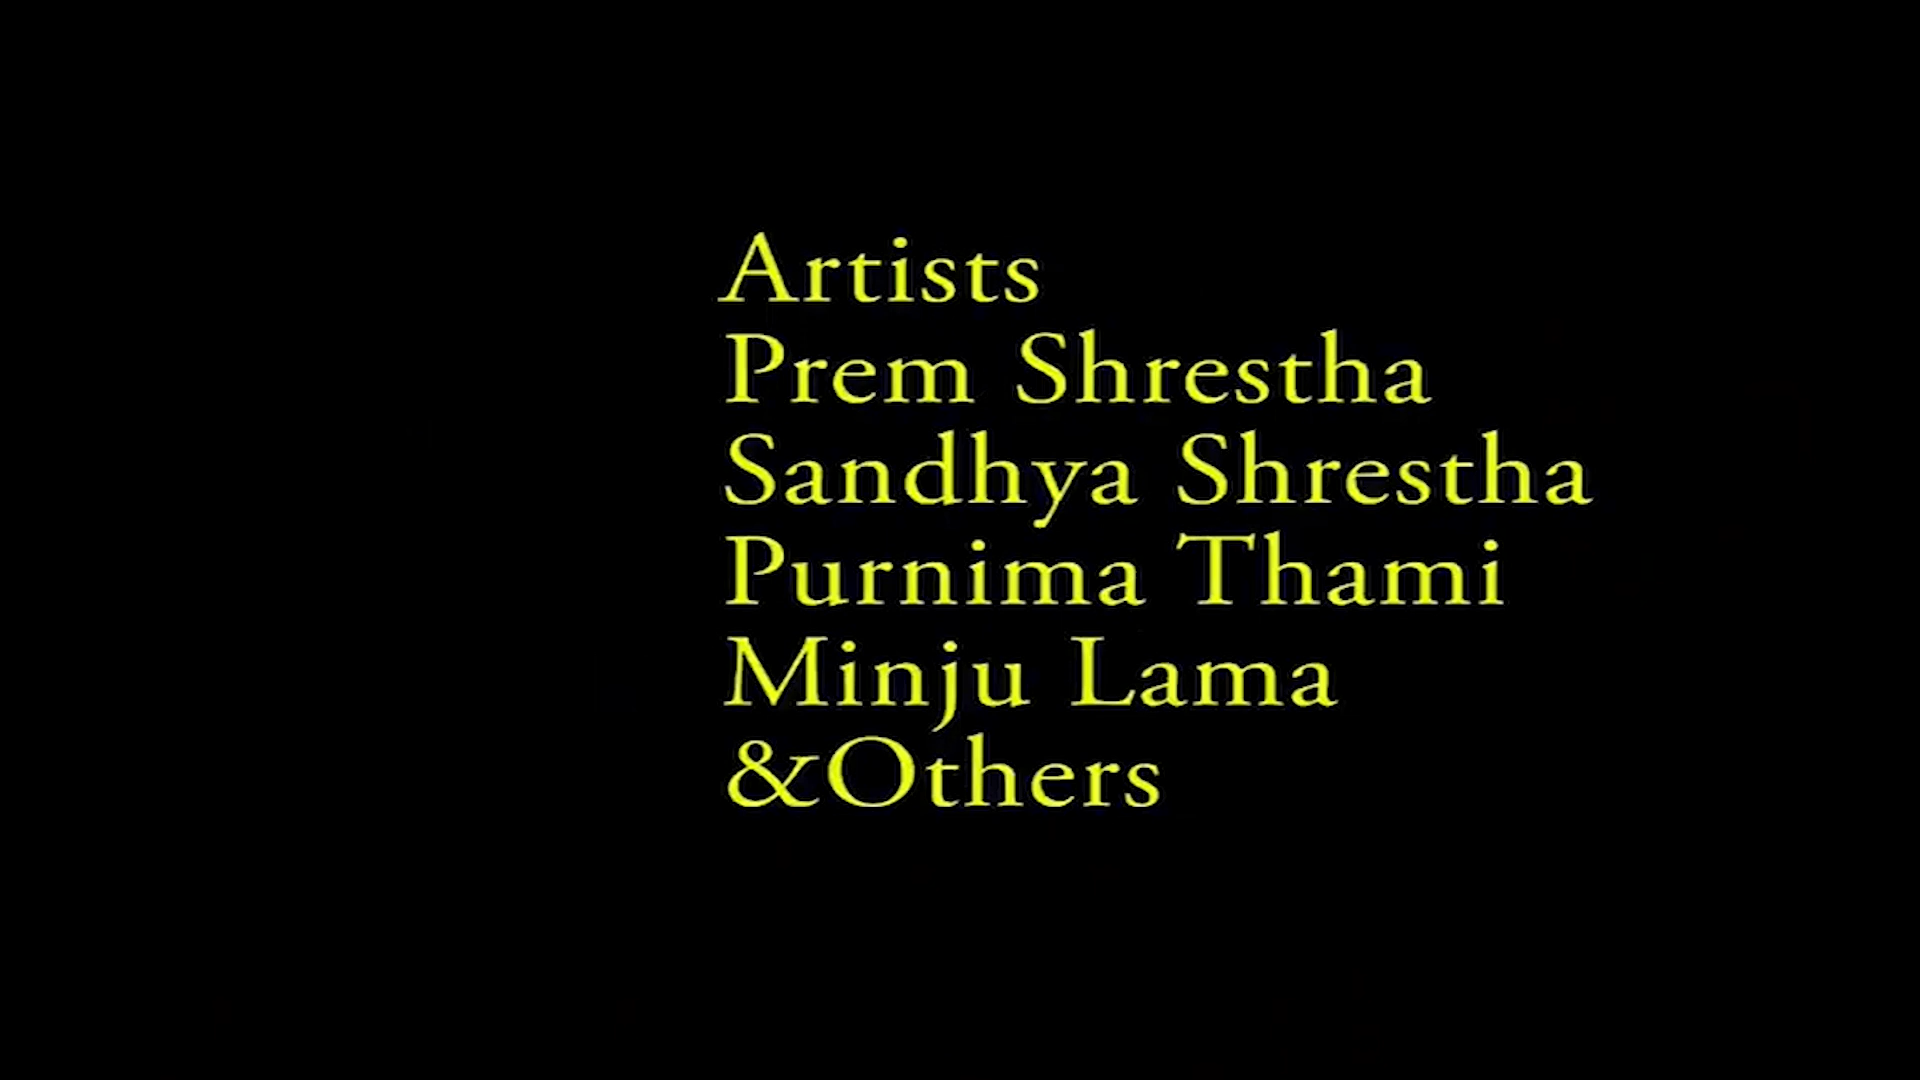 Artists
Prem Shrestha
Sandhya Shrestha
Purnima Thami
Minju Lama
&Others